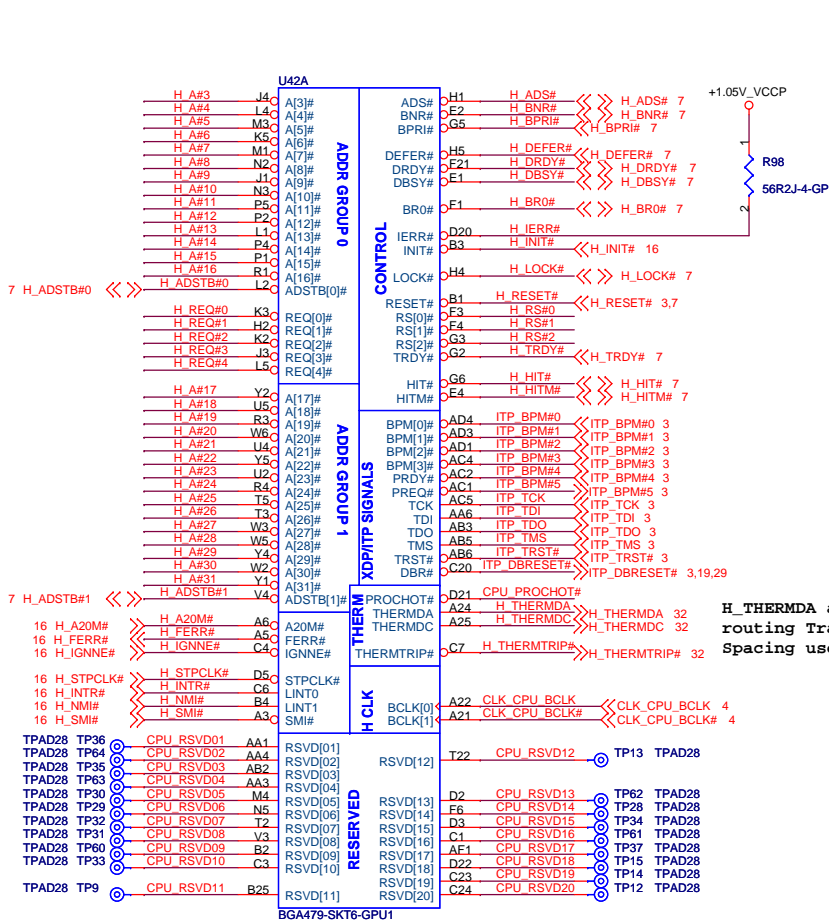 U42A
H_A#3 J4 A[3]# ADS# H1 H_ADS# H_ADS# 7
H_A#4 L4 A[4]# BNR# E2 H_BNR# H_BNR# 7
H_A#5 M3 A[5]# BPRI# G5 H_BPRI# H_BPRI# 7
H_A#6 K5 A[6]#
H_A#7 M1 A[7]# DEFER# H5 H_DEFER# H_DEFER# 7
H_A#8 N2 A[8]# DRDY# F21 H_DRDY# H_DRDY# 7
H_A#9 J1 A[9]# DBSY# E1 H_DBSY# H_DBSY# 7
H_A#10 N3 A[10]#
H_A#11 P5 A[11]# BR0# F1 H_BR0# H_BR0# 7
H_A#12 P2 A[12]#
H_A#13 L1 A[13]# IERR# D20 H_IERR#
H_A#14 P4 A[14]# INIT# B3 H_INIT# H_INIT# 16
H_A#15 P1 A[15]#
H_A#16 R1 A[16]# LOCK# H4 H_LOCK# H_LOCK# 7
7 H_ADSTB#0 H_ADSTB#0 L2 ADSTB[0]#
RESET# B1 H_RESET# H_RESET# 3,7
H_REQ#0 K3 REQ[0]# RS[0]# F3 H_RS#0
H_REQ#1 H2 REQ[1]# RS[1]# F4 H_RS#1
H_REQ#2 K2 REQ[2]# RS[2]# G3 H_RS#2
H_REQ#3 J3 REQ[3]# TRDY# G2 H_TRDY# H_TRDY# 7
H_REQ#4 L5 REQ[4]#
HIT# G6 H_HIT# H_HIT# 7
H_A#17 Y2 A[17]# HITM# E4 H_HITM# H_HITM# 7
H_A#18 U5 A[18]#
H_A#19 R3 A[19]# BPM[0]# AD4 ITP_BPM#0 ITP_BPM#0 3
H_A#20 W6 A[20]# BPM[1]# AD3 ITP_BPM#1 ITP_BPM#1 3
H_A#21 U4 A[21]# BPM[2]# AD1 ITP_BPM#2 ITP_BPM#2 3
H_A#22 Y5 A[22]# BPM[3]# AC4 ITP_BPM#3 ITP_BPM#3 3
H_A#23 U2 A[23]# PRDY# AC2 ITP_BPM#4 ITP_BPM#4 3
H_A#24 R4 A[24]# PREQ# AC1 ITP_BPM#5 ITP_BPM#5 3
H_A#25 T5 A[25]# TCK AC5 ITP_TCK ITP_TCK 3
H_A#26 T3 A[26]# TDI AA6 ITP_TDI ITP_TDI 3
H_A#27 W3 A[27]# TDO AB3 ITP_TDO ITP_TDO 3
H_A#28 W5 A[28]# TMS AB5 ITP_TMS ITP_TMS 3
H_A#29 Y4 A[29]# TRST# AB6 ITP_TRST# ITP_TRST# 3
H_A#30 W2 A[30]# DBR# C20 ITP_DBRESET# ITP_DBRESET# 3,19,29
H_A#31 Y1 A[31]#
7 H_ADSTB#1 H_ADSTB#1 V4 ADSTB[1]# PROCHOT# D21 CPU_PROCHOT#
THERMDA A24 H_THERMDA H_THERMDA 32
16 H_A20M# H_A20M# A6 A20M# THERMDC A25 H_THERMDC H_THERMDC 32
16 H_FERR# H_FERR# A5 FERR#
16 H_IGNNE# H_IGNNE# C4 IGNNE# THERMTRIP# C7 H_THERMTRIP# H_THERMTRIP# 32
16 H_STPCLK# H_STPCLK# D5 STPCLK#
16 H_INTR# H_INTR# C6 LINT0
16 H_NMI# H_NMI# B4 LINT1 BCLK[0] A22 CLK_CPU_BCLK CLK_CPU_BCLK 4
16 H_SMI# H_SMI# A3 SMI# BCLK[1] A21 CLK_CPU_BCLK# CLK_CPU_BCLK# 4
TPAD28 TP36 CPU_RSVD01 AA1 RSVD[01]
TPAD28 TP64 CPU_RSVD02 AA4 RSVD[02] RSVD[12] T22 CPU_RSVD12 TP13 TPAD28
TPAD28 TP35 CPU_RSVD03 AB2 RSVD[03]
TPAD28 TP63 CPU_RSVD04 AA3 RSVD[04]
TPAD28 TP30 CPU_RSVD05 M4 RSVD[05] RSVD[13] D2 CPU_RSVD13 TP62 TPAD28
TPAD28 TP29 CPU_RSVD06 N5 RSVD[06] RSVD[14] F6 CPU_RSVD14 TP28 TPAD28
TPAD28 TP32 CPU_RSVD07 T2 RSVD[07] RSVD[15] D3 CPU_RSVD15 TP34 TPAD28
TPAD28 TP31 CPU_RSVD08 V3 RSVD[08] RSVD[16] C1 CPU_RSVD16 TP61 TPAD28
TPAD28 TP60 CPU_RSVD09 B2 RSVD[09] RSVD[17] AF1 CPU_RSVD17 TP37 TPAD28
TPAD28 TP33 CPU_RSVD10 C3 RSVD[10] RSVD[18] D22 CPU_RSVD18 TP15 TPAD28
RSVD[19] C23 CPU_RSVD19 TP14 TPAD28
TPAD28 TP9 CPU_RSVD11 B25 RSVD[11] RSVD[20] C24 CPU_RSVD20 TP12 TPAD28
BGA479-SKT6-GPU1
ADDR GROUP 0
ADDR GROUP 1
CONTROL
XDP/ITP SIGNALS
THERM
H CLK
RESERVED
+1.05V_VCCP
1
R98
56R2J-4-GP
2
H_THERMDA a
routing Tra
Spacing use